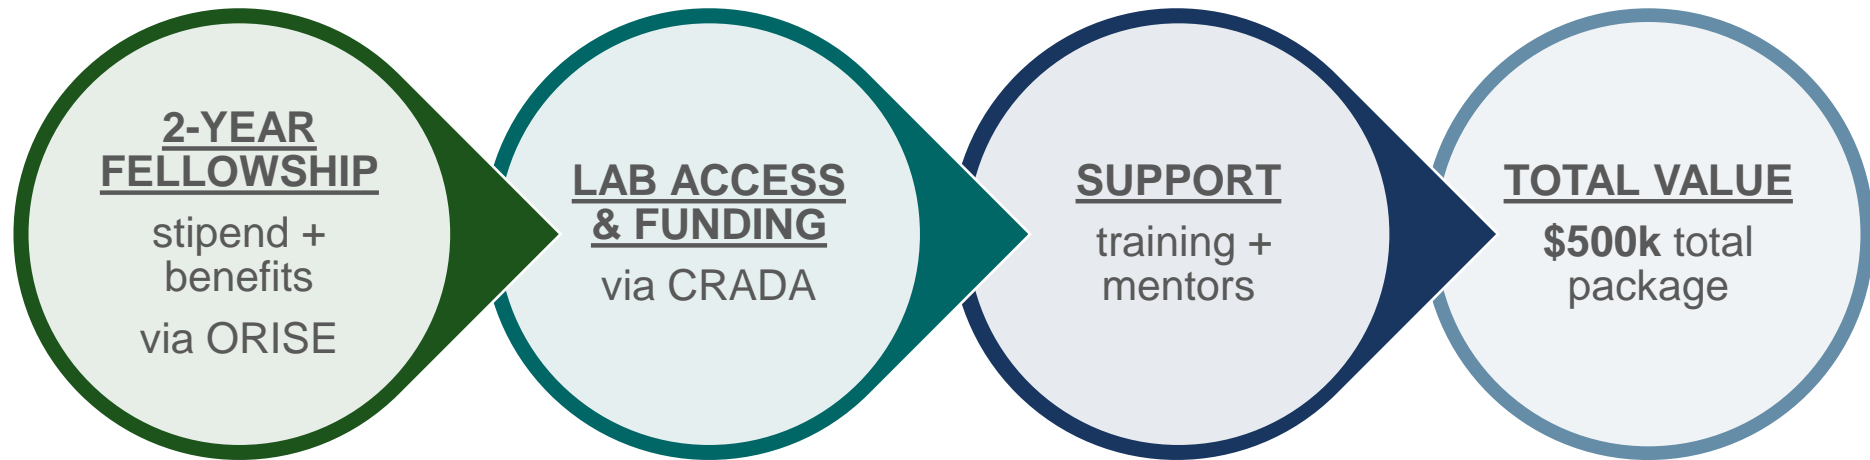 2-YEAR
FELLOWSHIP
stipend +
benefits
via ORISE
LAB ACCESS
& FUNDING
via CRADA
SUPPORT
training +
mentors
TOTAL VALUE
$500k total
package